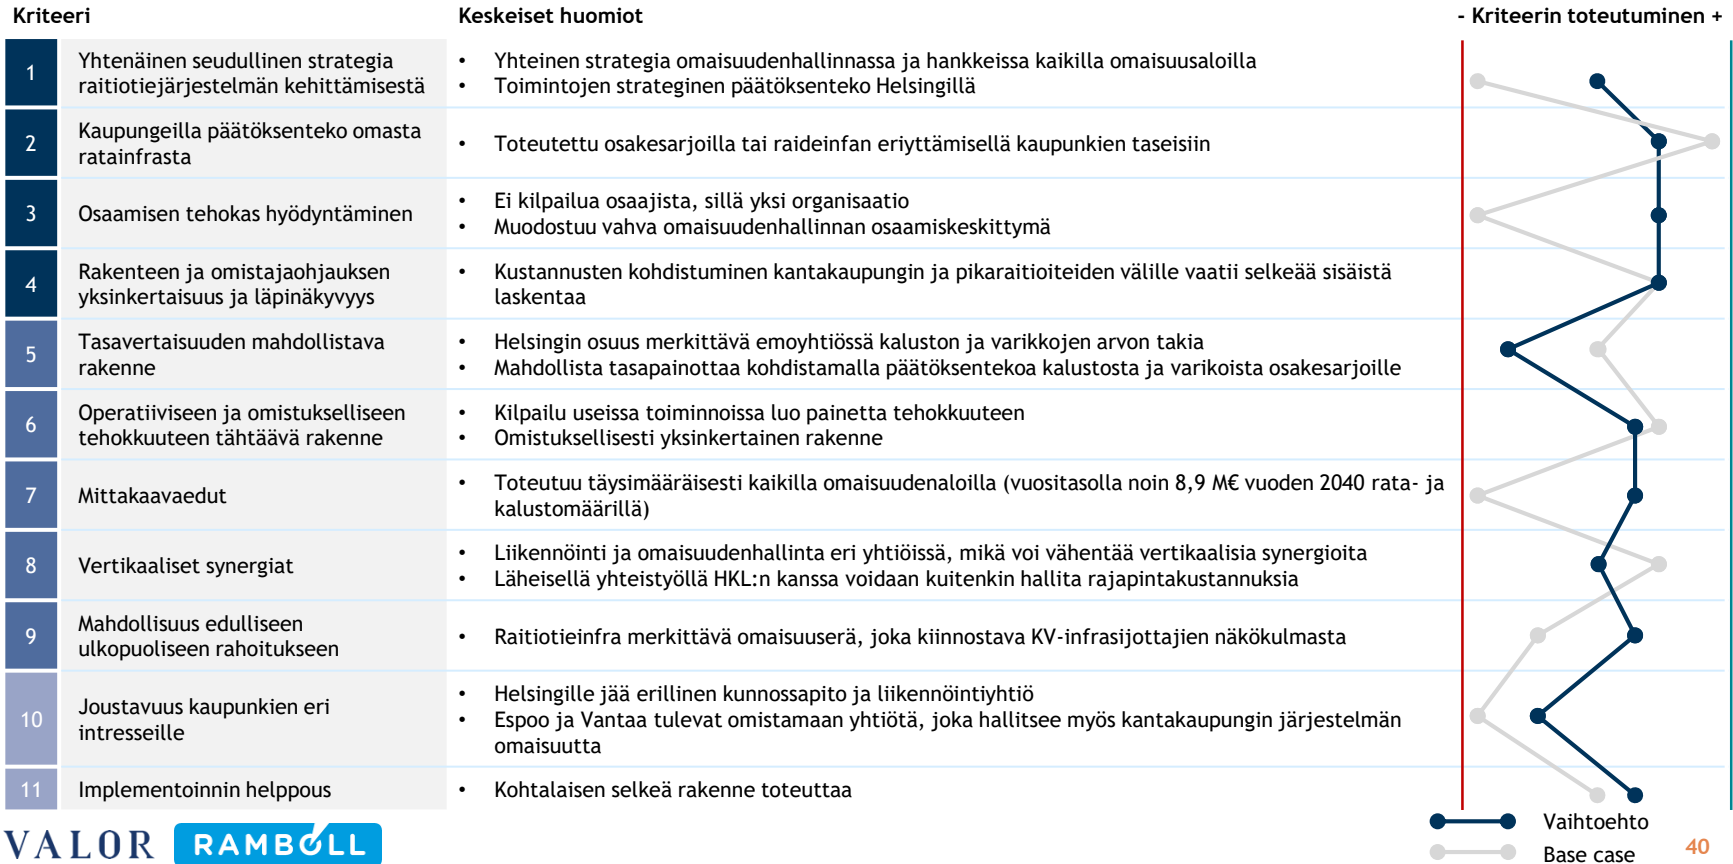 Kriteeri
Keskeiset huomiot
- Kriteerin toteutuminen +
1
Yhtenäinen seudullinen strategia
raitiotiejärjestelmän kehittämisestä
• Yhteinen strategia omaisuudenhallinnassa ja hankkeissa kaikilla omaisuusaloilla
• Toimintojen strateginen päätöksenteko Helsingillä
2
Kaupungeilla päätöksenteko omasta
ratainfrasta
• Toteutettu osakesarjoilla tai raideinfan eriyttämisellä kaupunkien taseisiin
3
Osaamisen tehokas hyödyntäminen
• Ei kilpailua osaajista, sillä yksi organisaatio
• Muodostuu vahva omaisuudenhallinnan osaamiskeskittymä
4
Rakenteen ja omistajaohjauksen
yksinkertaisuus ja läpinäkyvyys
• Kustannusten kohdistuminen kantakaupungin ja pikaraitioiteiden välille vaatii selkeää sisäistä
laskentaa
5
Tasavertaisuuden mahdollistava
rakenne
• Helsingin osuus merkittävä emoyhtiössä kaluston ja varikkojen arvon takia
• Mahdollista tasapainottaa kohdistamalla päätöksentekoa kalustosta ja varikoista osakesarjoille
6
Operatiiviseen ja omistukselliseen
tehokkuuteen tähtäävä rakenne
• Kilpailu useissa toiminnoissa luo painetta tehokkuuteen
• Omistuksellisesti yksinkertainen rakenne
7
Mittakaavaedut
• Toteutuu täysimääräisesti kaikilla omaisuudenaloilla (vuositasolla noin 8,9 M€ vuoden 2040 rata- ja
kalustomäärillä)
8
Vertikaaliset synergiat
• Liikennöinti ja omaisuudenhallinta eri yhtiöissä, mikä voi vähentää vertikaalisia synergioita
• Läheisellä yhteistyöllä HKL:n kanssa voidaan kuitenkin hallita rajapintakustannuksia
9
Mahdollisuus edulliseen
ulkopuoliseen rahoitukseen
• Raitiotieinfra merkittävä omaisuuserä, joka kiinnostava KV-infrasijottajien näkökulmasta
10
Joustavuus kaupunkien eri
intresseille
• Helsingille jää erillinen kunnossapito ja liikennöintiyhtiö
• Espoo ja Vantaa tulevat omistamaan yhtiötä, joka hallitsee myös kantakaupungin järjestelmän
omaisuutta
11
Implementoinnin helppous
• Kohtalaisen selkeä rakenne toteuttaa
VALOR
RAMBOLL
Vaihtoehto
Base case
40